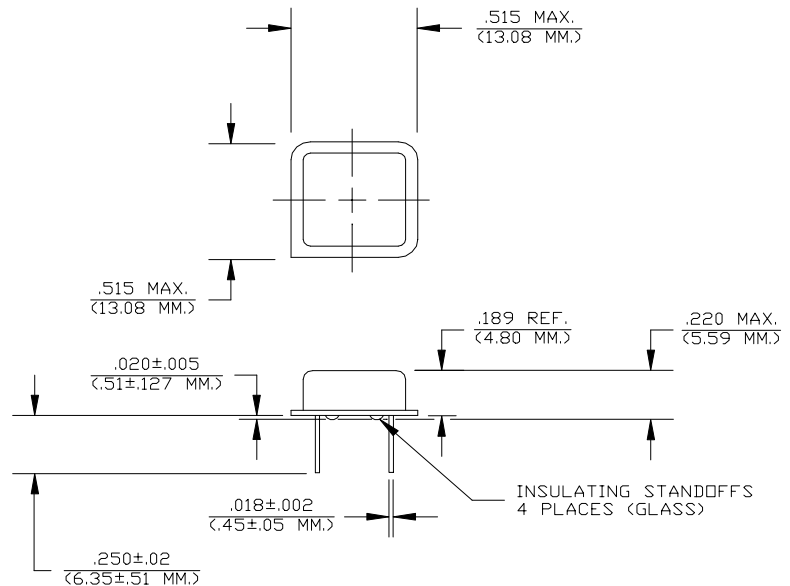 .515 MAX.
(13.08 MM.)
.515 MAX.
(13.08 MM.)
.189 REF.
(4.80 MM.)
.220 MAX.
(5.59 MM.)
.020±.005
(.51±.127 MM.)
.018±.002
(.45±.05 MM.)
INSULATING STANDOFFS
4 PLACES (GLASS)
.250±.02
(6.35±.51 MM.)